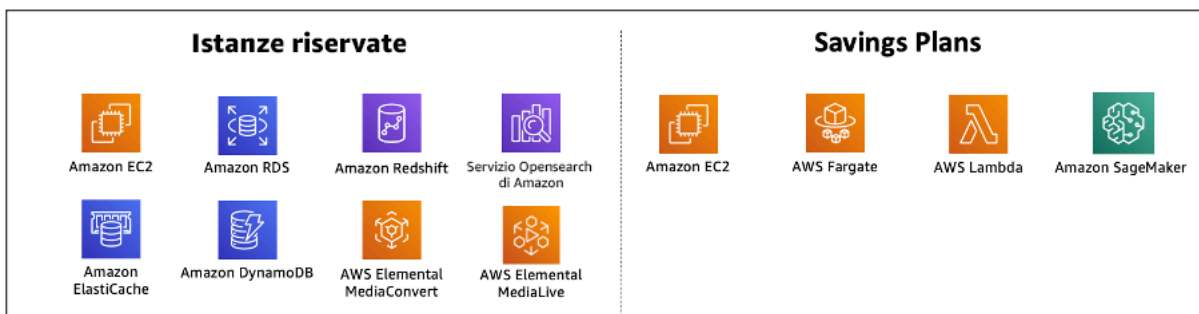 Istanze riservate
Savings Plans
Amazon EC2
Amazon RDS
Amazon Redshift
Servizio Opensearch
di Amazon
Amazon EC2
AWS Fargate
AWS Lambda
Amazon SageMaker
Amazon
ElastiCache
Amazon DynamoDB
AWS Elemental
MediaConvert
AWS Elemental
MediaLive